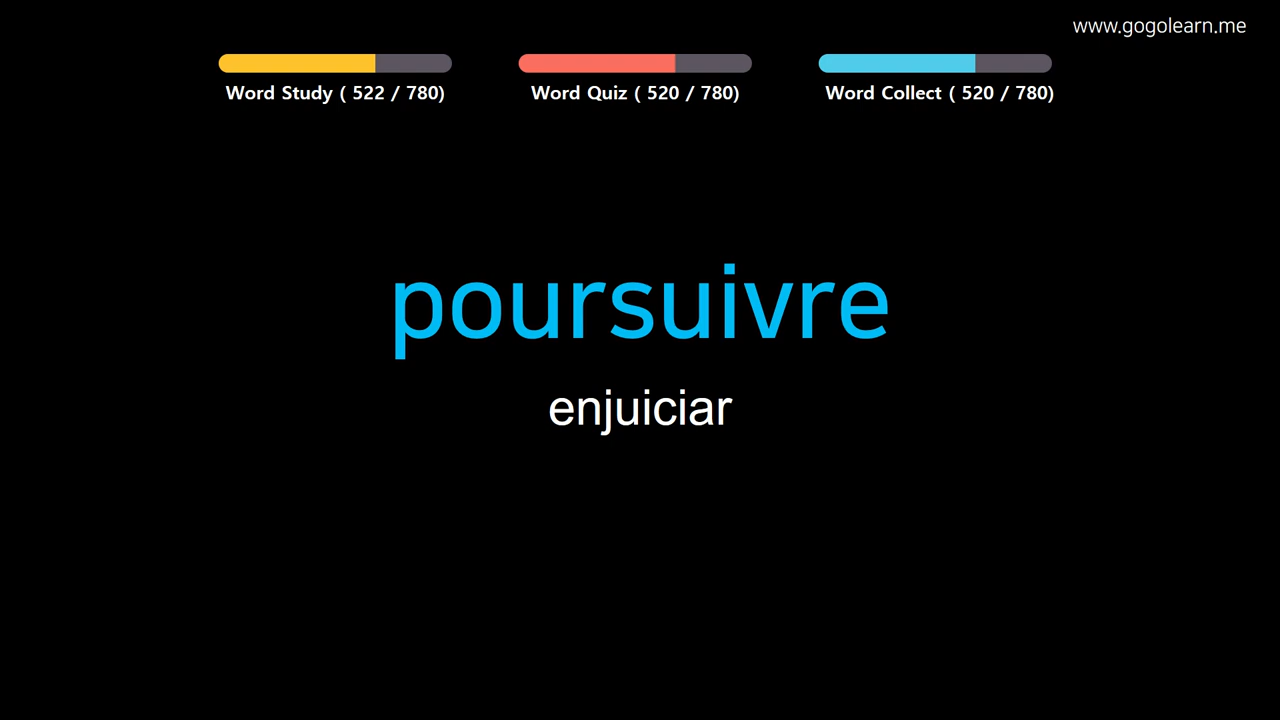 www.gogolearn.me
Word Study ( 522 / 780)
Word Quiz ( 520 / 780)
Word Collect ( 520 / 780)
poursuivre
enjuiciar